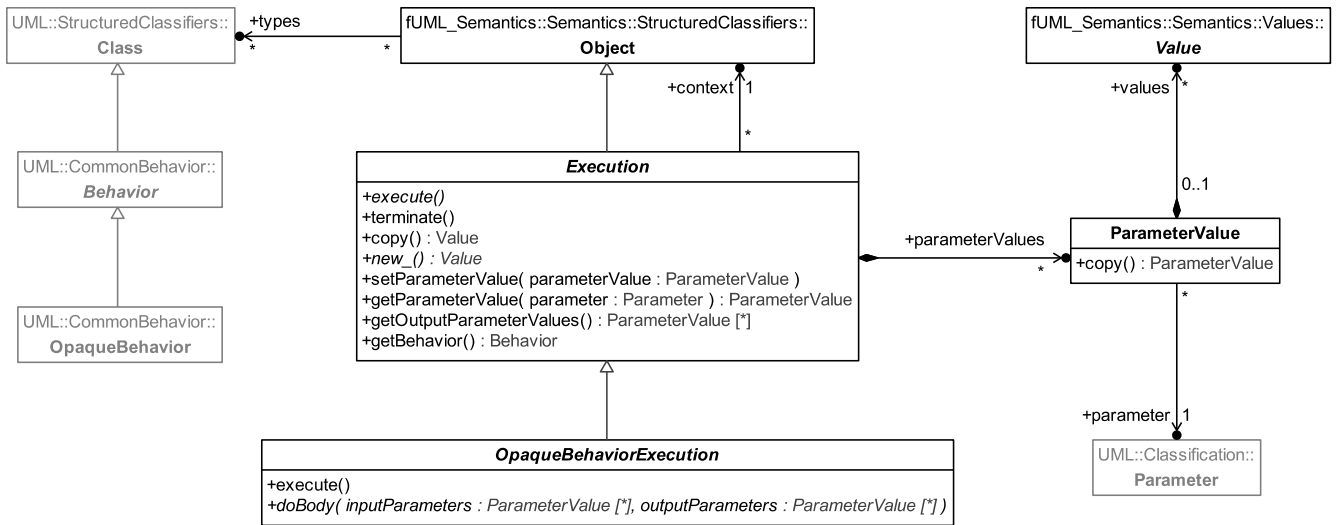 UML::StructuredClassifiers::
Class
+types
*
*
fUML_Semantics::Semantics::StructuredClassifiers::
Object
fUML_Semantics::Semantics::Values::
Value
+context
1
*
+values
*
UML::CommonBehavior::
Behavior
Execution
+execute()
+terminate()
+copy() : Value
+new_() : Value
+setParameterValue( parameterValue : ParameterValue )
+getParameterValue( parameter : Parameter ) : ParameterValue
+getOutputParameterValues() : ParameterValue [*]
+getBehavior() : Behavior
0..1
+parameterValues
*
ParameterValue
+copy() : ParameterValue
*
UML::CommonBehavior::
OpaqueBehavior
+parameter
1
UML::Classification::
Parameter
OpaqueBehaviorExecution
+execute()
+doBody( inputParameters : ParameterValue [*], outputParameters : ParameterValue [*] )